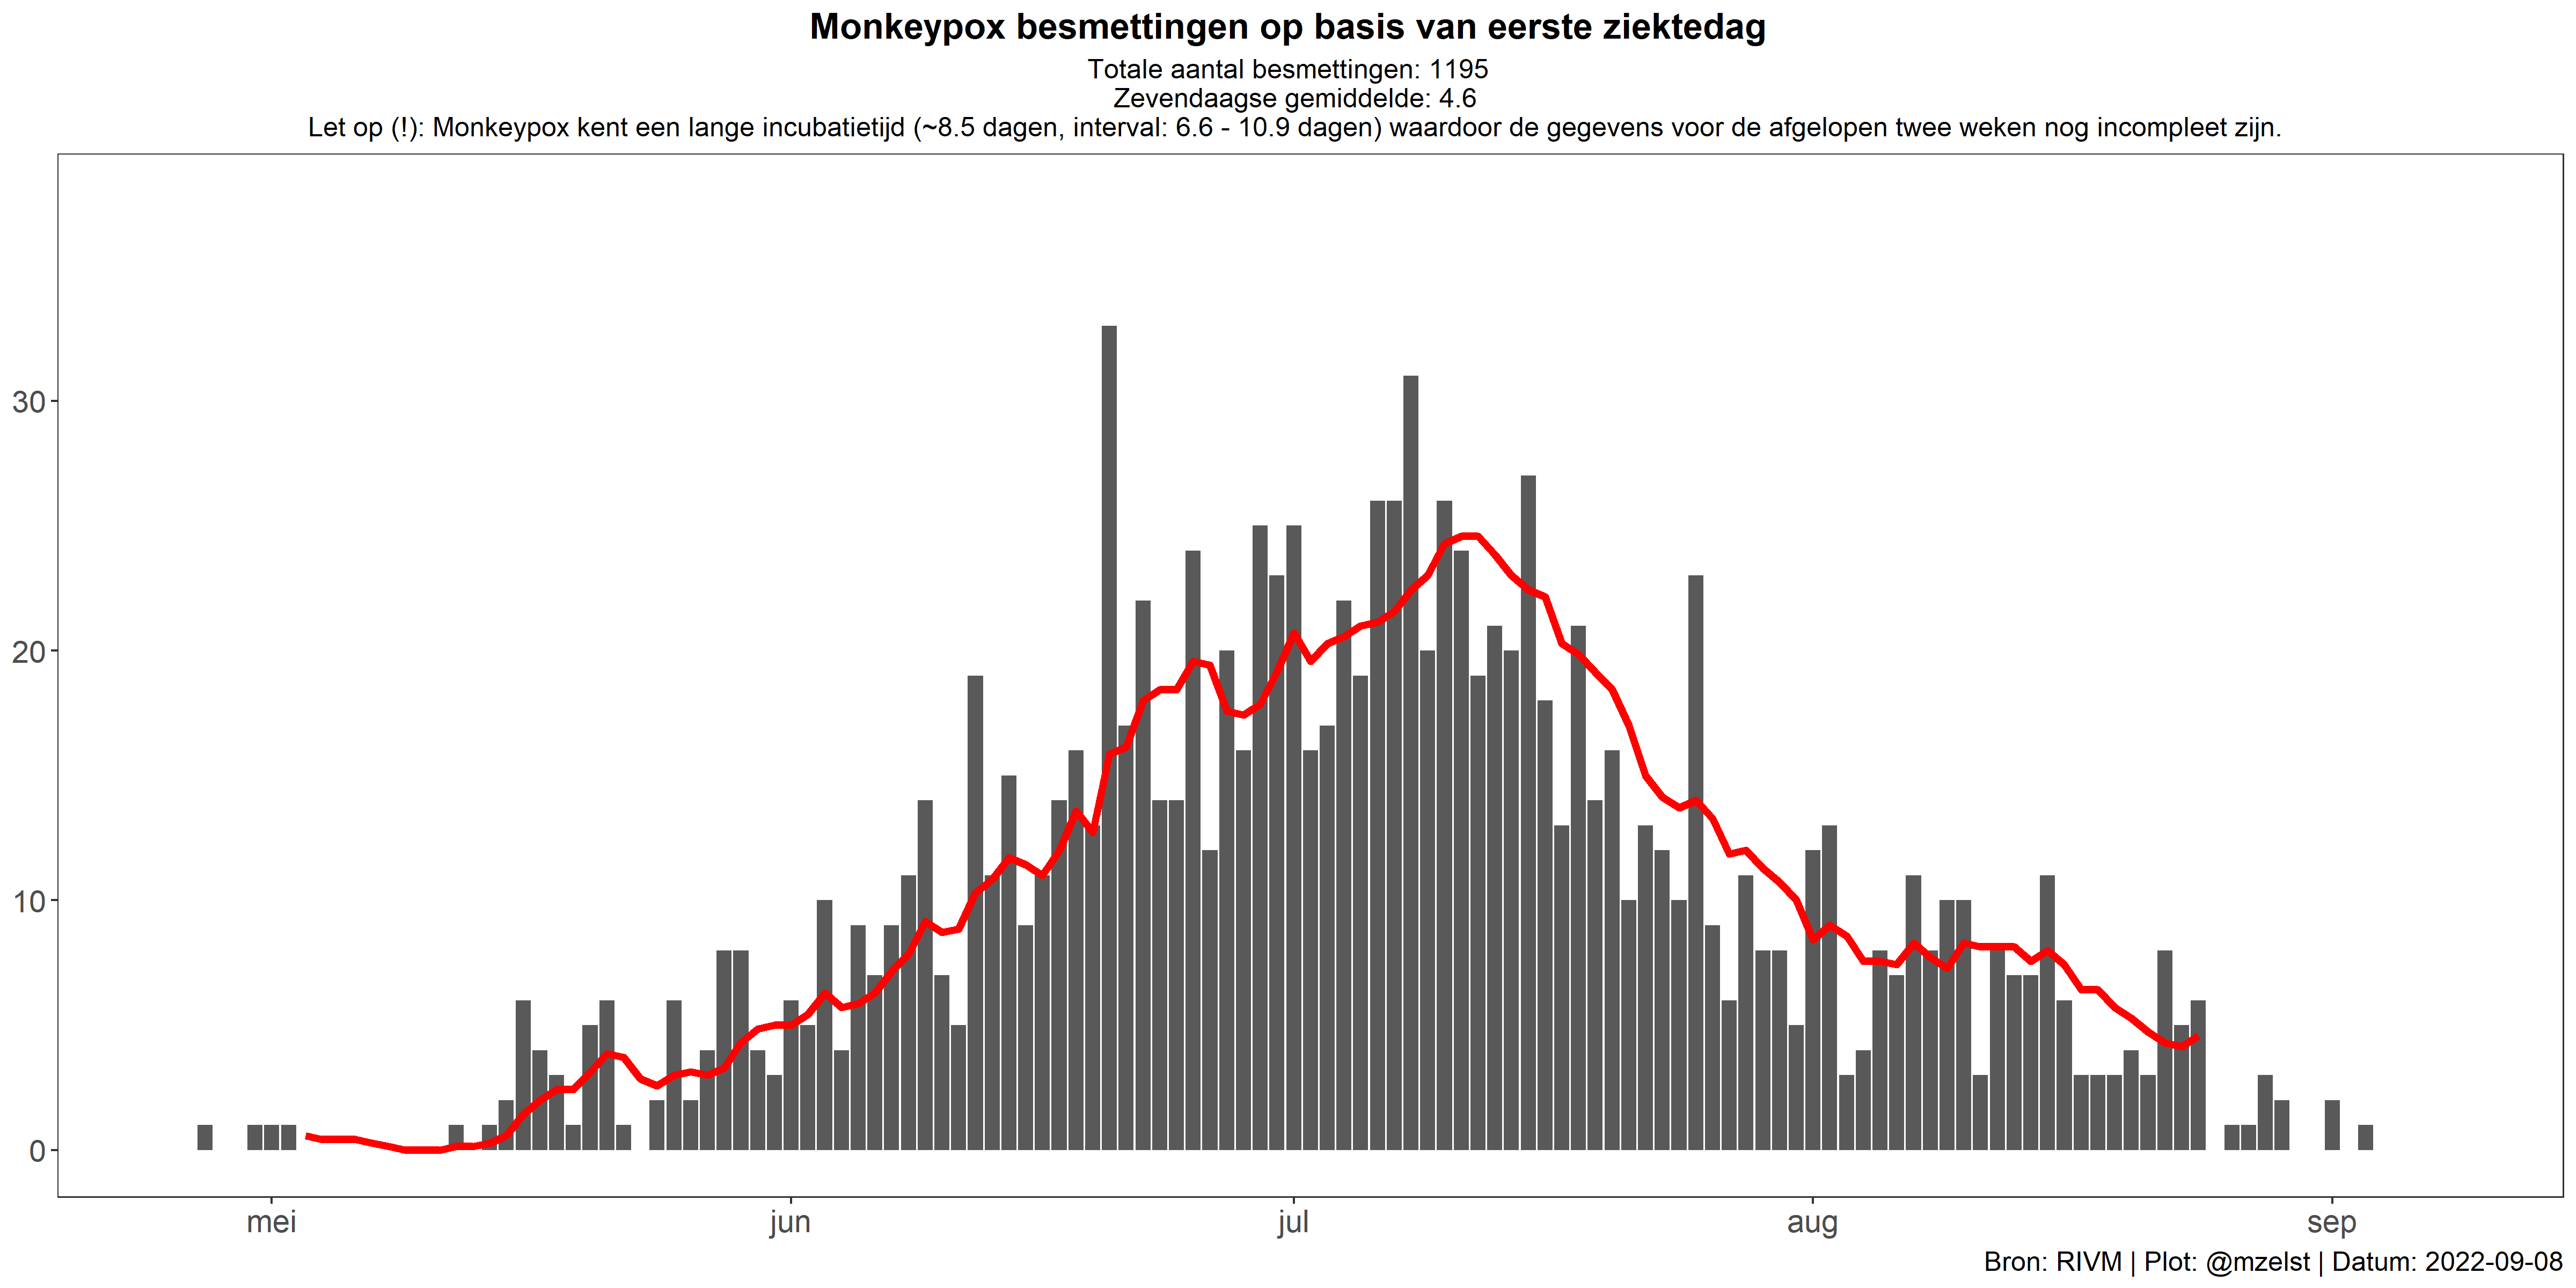 Monkeypox besmettingen op basis van eerste ziektedag
Totale aantal besmettingen: 1195
Zevendaagse gemiddelde: 4.6
Let op (!): Monkeypox kent een lange incubatietijd (~8.5 dagen, interval: 6.6 - 10.9 dagen) waardoor de gegevens voor de afgelopen twee weken nog incompleet zijn.
30
20
10
0
mei jun jul aug sep
Bron: RIVM | Plot: @mzelst | Datum: 2022-09-08